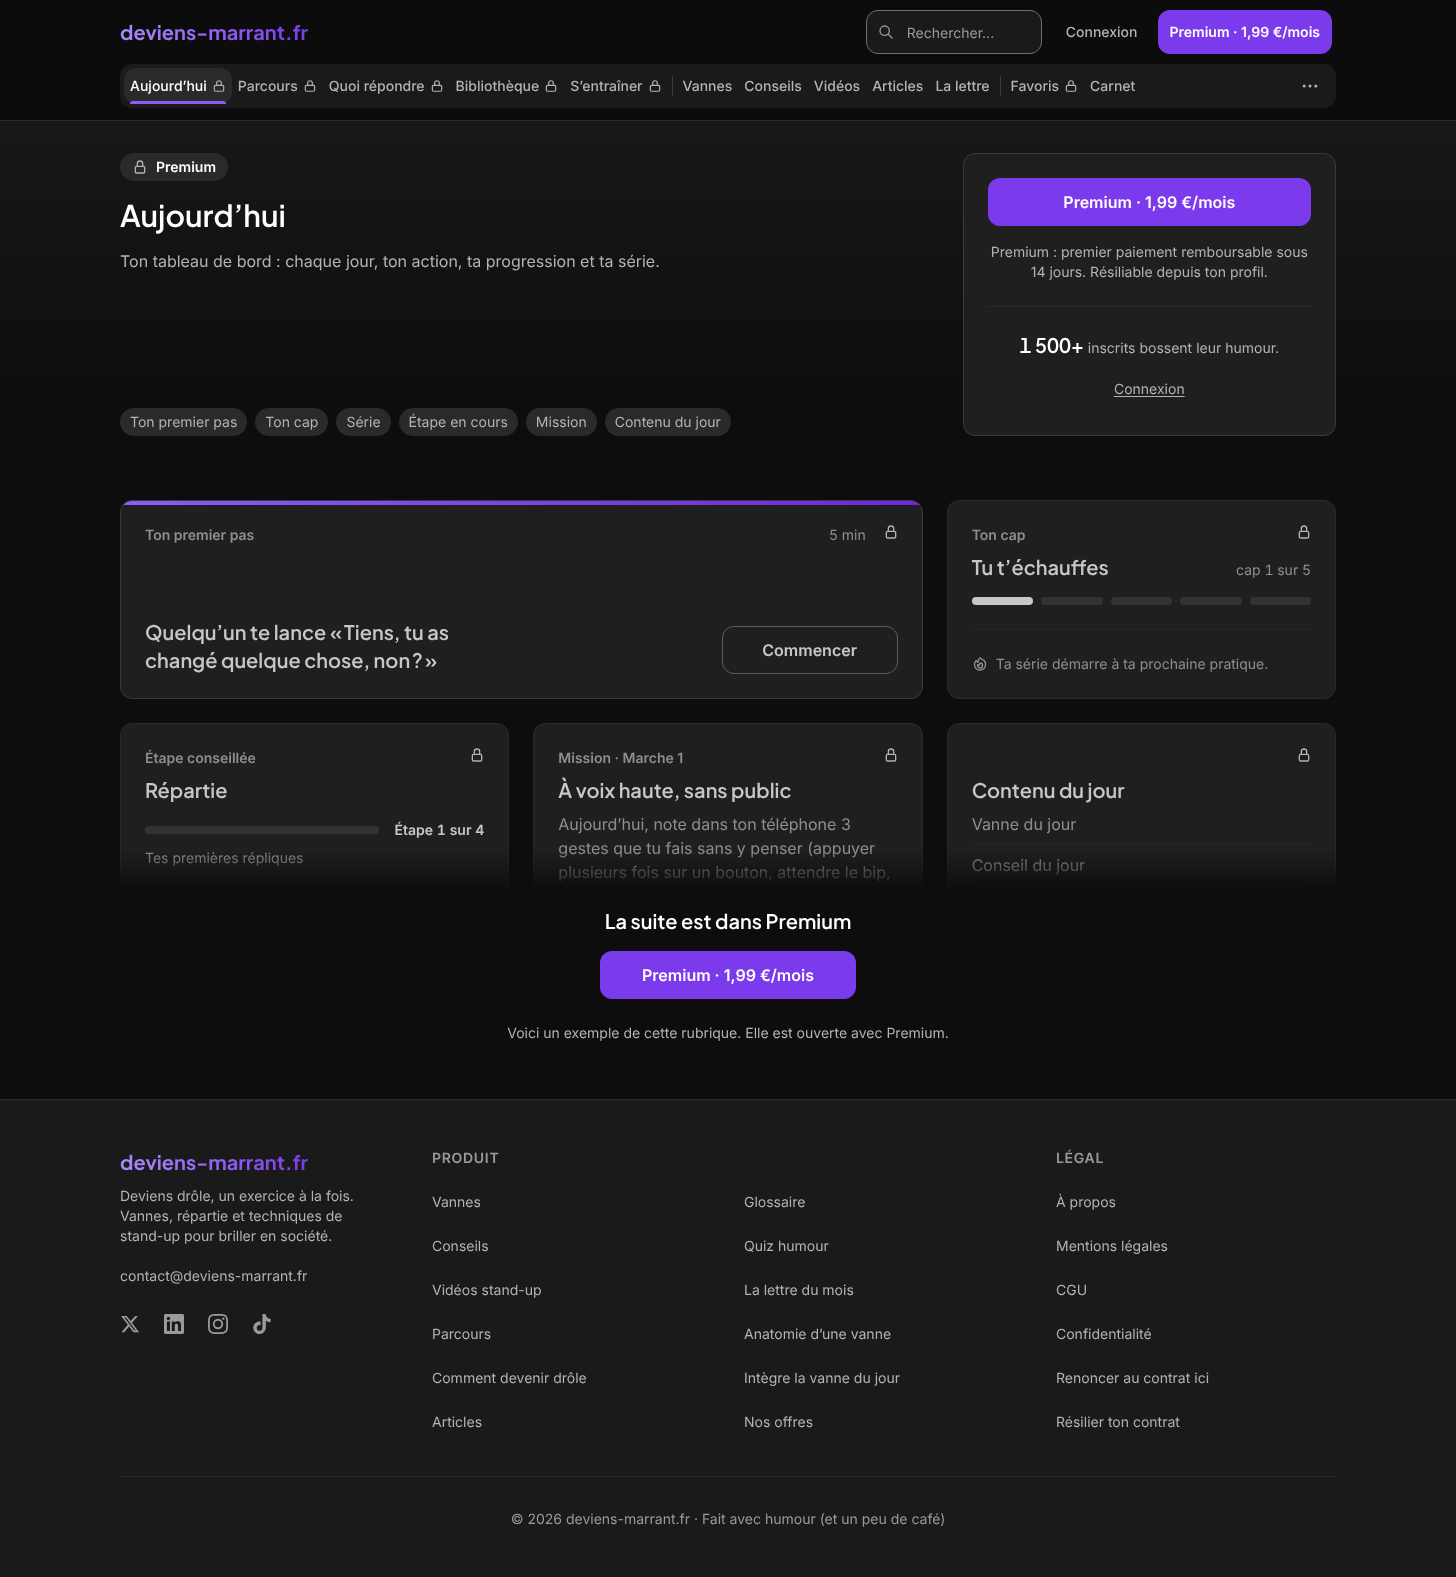 deviens-marrant.fr
Rechercher...
Connexion
Premium · 1,99 €/mois
Aujourd’hui
Parcours
Quoi répondre
Bibliothèque
S’entraîner
Vannes
Conseils
Vidéos
Articles
La lettre
Favoris
Carnet
Premium
Aujourd’hui
Ton tableau de bord : chaque jour, ton action, ta progression et ta série.
Ton premier pas
Ton cap
Série
Étape en cours
Mission
Contenu du jour
Premium · 1,99 €/mois
Premium : premier paiement remboursable sous
14 jours. Résiliable depuis ton profil.
1 500+ inscrits bossent leur humour.
Connexion
Ton premier pas
5 min
Quelqu’un te lance « Tiens, tu as
changé quelque chose, non ? »
Commencer
Ton cap
Tu t’échauffes
cap 1 sur 5
Ta série démarre à ta prochaine pratique.
Étape conseillée
Répartie
Étape 1 sur 4
Tes premières répliques
Mission · Marche 1
À voix haute, sans public
Aujourd’hui, note dans ton téléphone 3
gestes que tu fais sans y penser (appuyer
plusieurs fois sur un bouton, attendre le bip,
Contenu du jour
Vanne du jour
Conseil du jour
La suite est dans Premium
Premium · 1,99 €/mois
Voici un exemple de cette rubrique. Elle est ouverte avec Premium.
deviens-marrant.fr
Deviens drôle, un exercice à la fois.
Vannes, répartie et techniques de
stand-up pour briller en société.
contact@deviens-marrant.fr
PRODUIT
Vannes
Conseils
Vidéos stand-up
Parcours
Comment devenir drôle
Articles
Glossaire
Quiz humour
La lettre du mois
Anatomie d’une vanne
Intègre la vanne du jour
Nos offres
LÉGAL
À propos
Mentions légales
CGU
Confidentialité
Renoncer au contrat ici
Résilier ton contrat
© 2026 deviens-marrant.fr · Fait avec humour (et un peu de café)